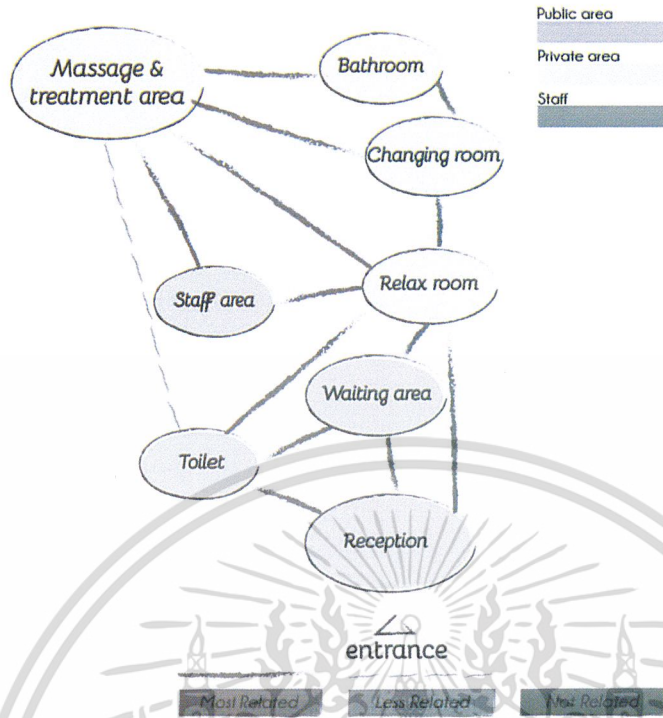 Public area
Private area
Staff
Massage &
treatment area
Bathroom
Changing room
Relax room
Staff area
Waiting area
Toilet
Reception
entrance
Most Related
Less Related
Not Related